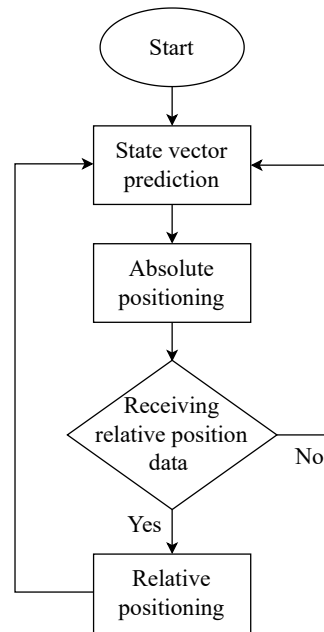 Start
State vector
prediction
Absolute
positioning
Receiving
relative position
data
No
Yes
Relative
positioning